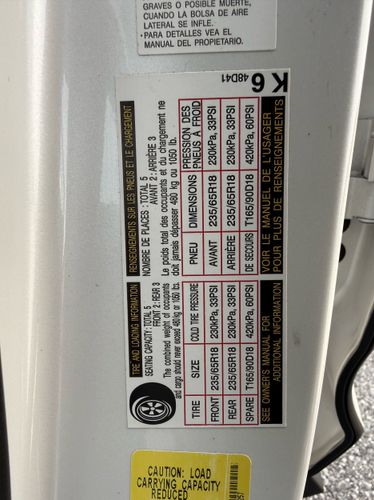 GRAVES O POSIBLE MUERTE,
CUANDO LA BOLSA DE AIRE
LATERAL SE INFLE.
•PARA DETALLES VEA EL
MANUAL DEL PROPIETARIO.
TIRE AND LOADING INFORMATION
SEATING CAPACITY : TOTAL 5
FRONT 2 : REAR 3
The combined weight of occupants
and cargo should never exceed 480 kg or 1050 lbs.
TIRE SIZE COLD TIRE PRESSURE
FRONT 235/65R18 230kPa, 33PSI
REAR 235/65R18 230kPa, 33PSI
SPARE T165/90D18 420kPa, 60PSI
SEE OWNER'S MANUAL FOR
ADDITIONAL INFORMATION
RENSEIGNEMENTS SUR LES PNEUS ET LE CHARGEMENT
NOMBRE DE PLACES : TOTAL 5
AVANT 2 : ARRIÈRE 3
Le poids total des occupants et du chargement ne
doit jamais dépasser 480 kg ou 1050 lb.
PNEU DIMENSIONS PRESSION DES
PNEUS À FROID
AVANT 235/65R18 230kPa, 33PSI
ARRIÈRE 235/65R18 230kPa, 33PSI
DE SECOURS T165/90D18 420kPa, 60PSI
VOIR LE MANUEL DE L'USAGER
POUR PLUS DE RENSEIGNEMENTS
K 6
48D41
CAUTION: LOAD
CARRYING CAPACITY
REDUCED